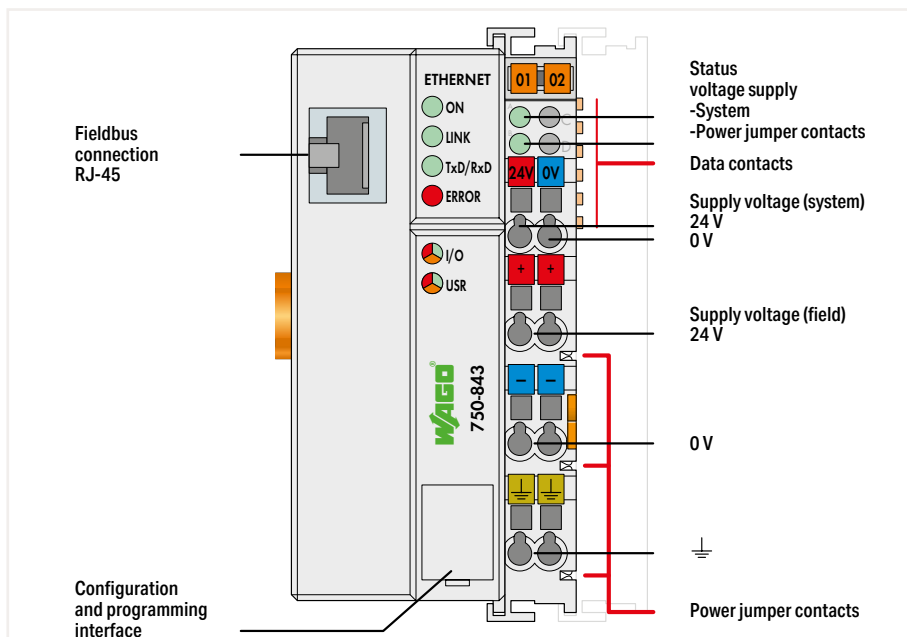 Fieldbus
connection
RJ-45
Configuration
and programming
interface
ETHERNET
ON
LINK
TxD/RxD
ERROR
I/O
USR
WAGO®
750-843
01 02
C
D
24V 0V
+ +
− −
Status
voltage supply
-System
-Power jumper contacts
Data contacts
Supply voltage (system)
24 V
0 V
Supply voltage (field)
24 V
0 V
Power jumper contacts